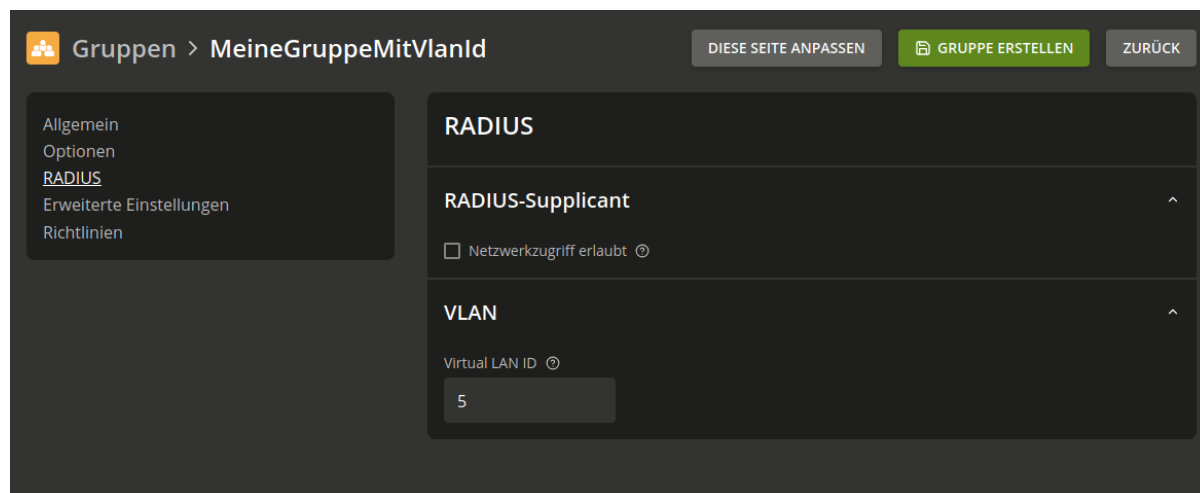 Gruppen > MeineGruppeMitVlanId
DIESE SEITE ANPASSEN
GRUPPE ERSTELLEN
ZURÜCK
Allgemein
Optionen
RADIUS
Erweiterte Einstellungen
Richtlinien
RADIUS
RADIUS-Supplicant
Netzwerkzugriff erlaubt
VLAN
Virtual LAN ID
5